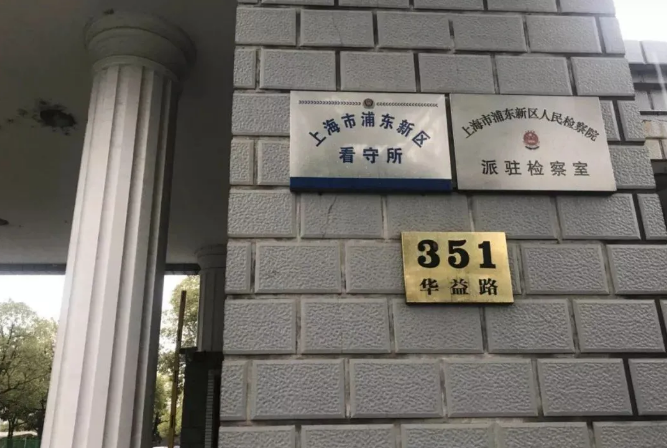 上海市浦东新区
看守所
上海市浦东新区人民检察院
派驻检察室
351
华益路